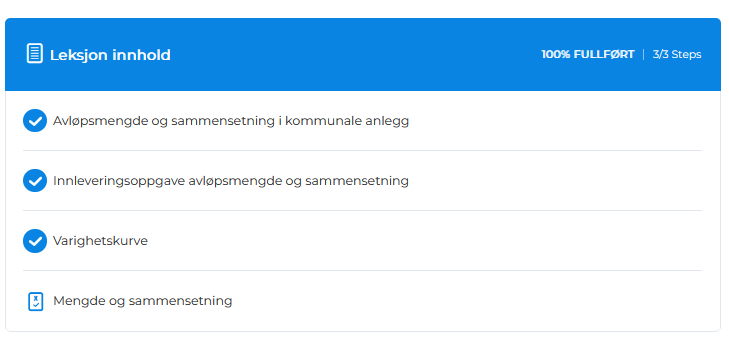 Leksjon innhold
100% FULLFØRT | 3/3 Steps
Avløpsmengde og sammensetning i kommunale anlegg
Innleveringsoppgave avløpsmengde og sammensetning
Varighetskurve
Mengde og sammensetning